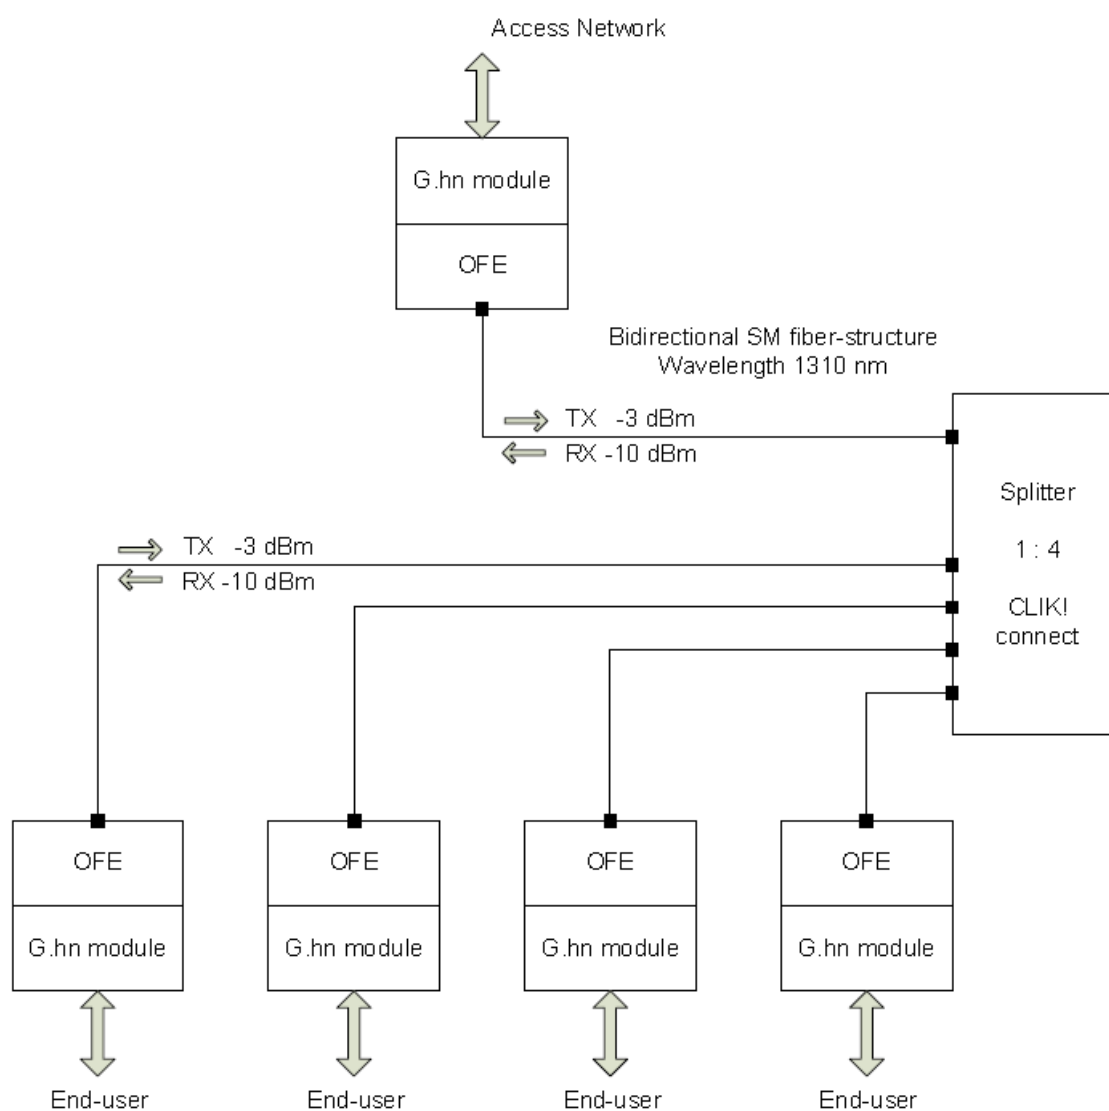 Access Network
G.hn module
OFE
Bidirectional SM fiber-structure
Wavelength 1310 nm
TX -3 dBm
RX -10 dBm
Splitter
1 : 4
CLIK!
connect
TX -3 dBm
RX -10 dBm
OFE
OFE
OFE
OFE
G.hn module
G.hn module
G.hn module
G.hn module
End-user
End-user
End-user
End-user